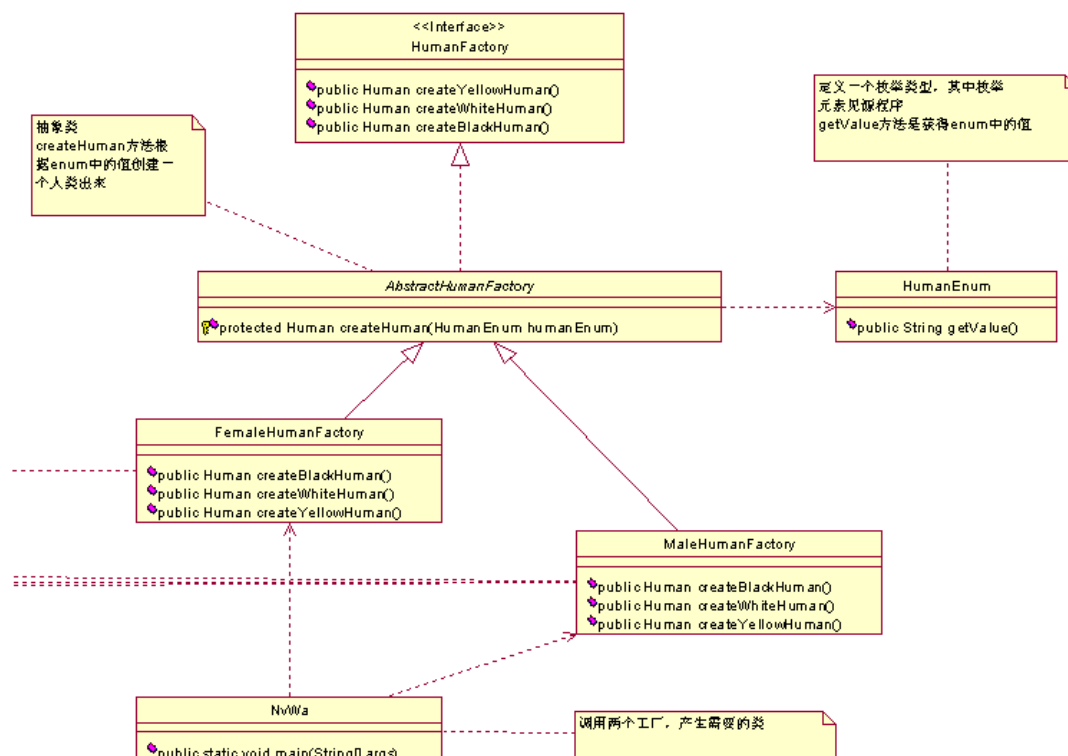 <<Interface>>
HumanFactory
public Human createYellowHuman()
public Human createWhiteHuman()
public Human createBlackHuman()
定义一个枚举类型，其中枚举
元素见源程序
getValue方法是获得enum中的值
抽象类
createHuman方法根
据enum中的值创建一
个人类出来
AbstractHumanFactory
protected Human createHuman(HumanEnum humanEnum)
HumanEnum
public String getValue()
FemaleHumanFactory
public Human createBlackHuman()
public Human createWhiteHuman()
public Human createYellowHuman()
MaleHumanFactory
public Human createBlackHuman()
public Human createWhiteHuman()
public Human createYellowHuman()
NvWa
public static void main(String[] args)
调用两个工厂，产生需要的类